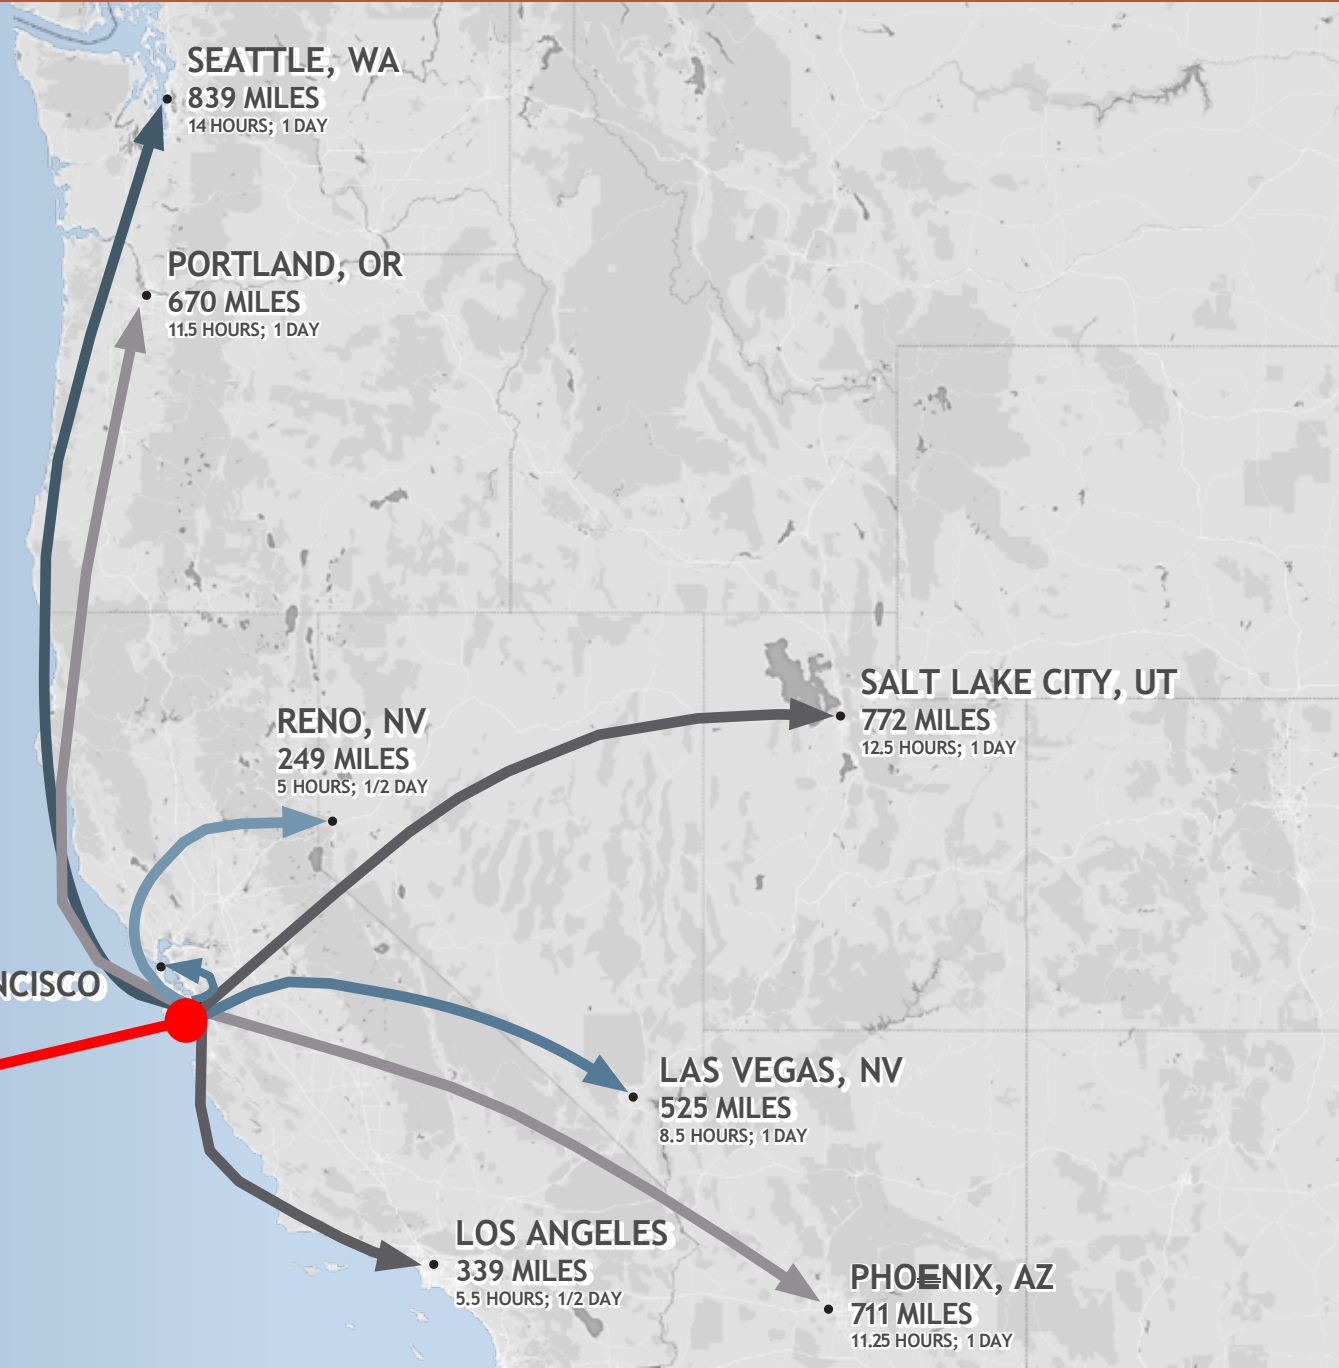 SEATTLE, WA
839 MILES
14 HOURS; 1 DAY
PORTLAND, OR
670 MILES
11.5 HOURS; 1 DAY
SALT LAKE CITY, UT
772 MILES
12.5 HOURS; 1 DAY
RENO, NV
249 MILES
5 HOURS; 1/2 DAY
NCISCO
LAS VEGAS, NV
525 MILES
8.5 HOURS; 1 DAY
LOS ANGELES
339 MILES
5.5 HOURS; 1/2 DAY
PHOENIX, AZ
711 MILES
11.25 HOURS; 1 DAY